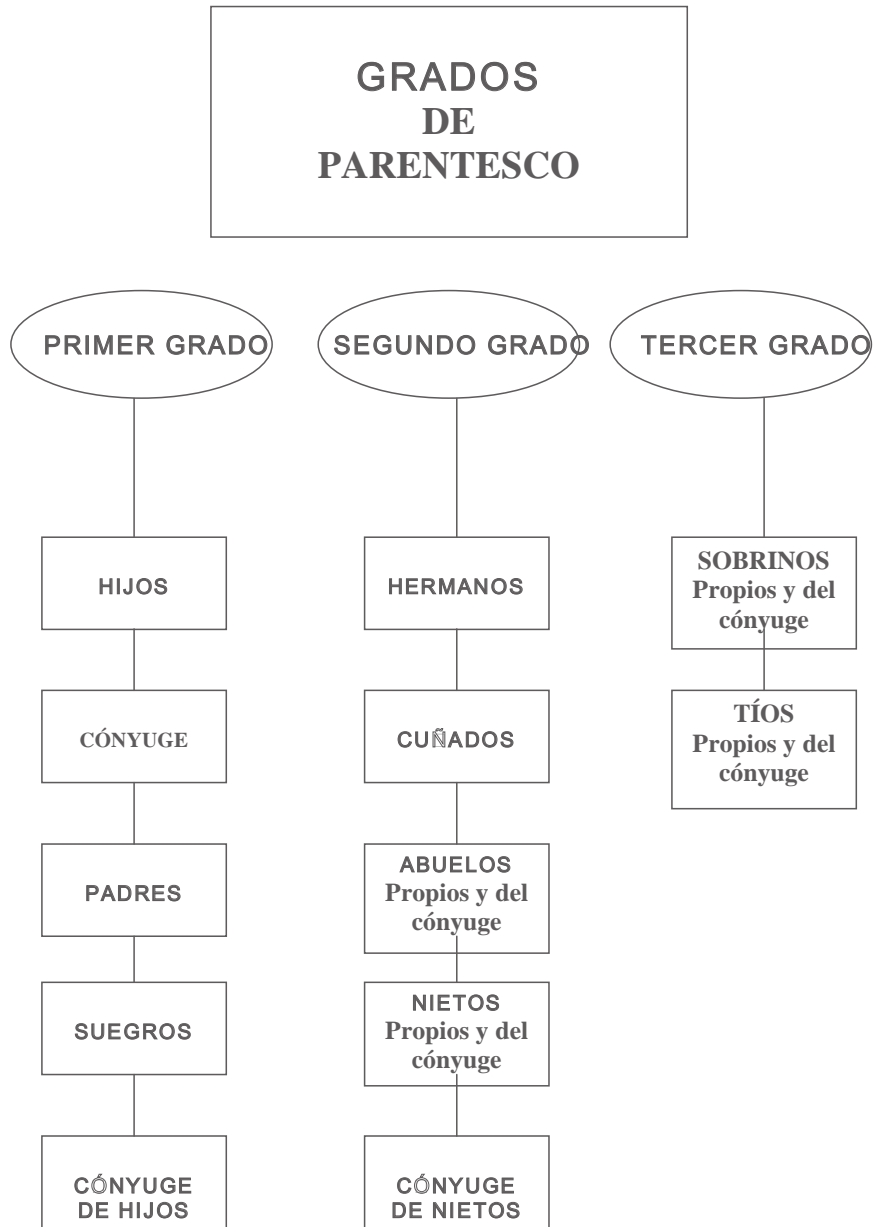 GRADOS
DE
PARENTESCO
PRIMER GRADO
SEGUNDO GRADO
TERCER GRADO
HIJOS
CÓNYUGE
PADRES
SUEGROS
CÓNYUGE
DE HIJOS
HERMANOS
CUÑADOS
ABUELOS
Propios y del
cónyuge
NIETOS
Propios y del
cónyuge
CÓNYUGE
DE NIETOS
SOBRINOS
Propios y del
cónyuge
TÍOS
Propios y del
cónyuge